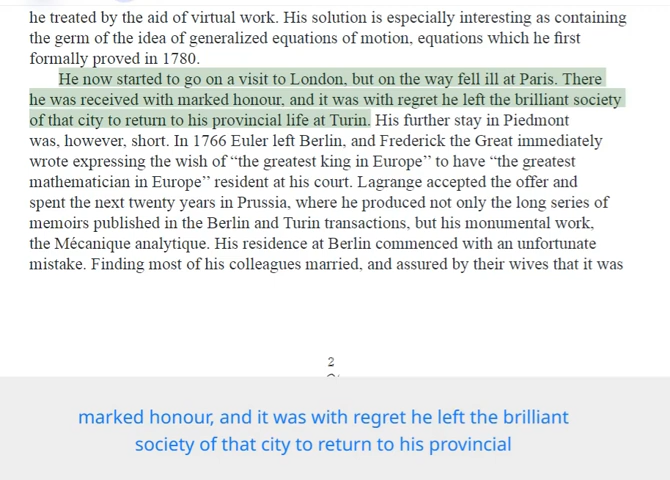 he treated by the aid of virtual work. His solution is especially interesting as containing
the germ of the idea of generalized equations of motion, equations which he first
formally proved in 1780.
He now started to go on a visit to London, but on the way fell ill at Paris. There
he was received with marked honour, and it was with regret he left the brilliant society
of that city to return to his provincial life at Turin. His further stay in Piedmont
was, however, short. In 1766 Euler left Berlin, and Frederick the Great immediately
wrote expressing the wish of “the greatest king in Europe” to have “the greatest
mathematician in Europe” resident at his court. Lagrange accepted the offer and
spent the next twenty years in Prussia, where he produced not only the long series of
memoirs published in the Berlin and Turin transactions, but his monumental work,
the Mécanique analytique. His residence at Berlin commenced with an unfortunate
mistake. Finding most of his colleagues married, and assured by their wives that it was
2
marked honour, and it was with regret he left the brilliant
society of that city to return to his provincial